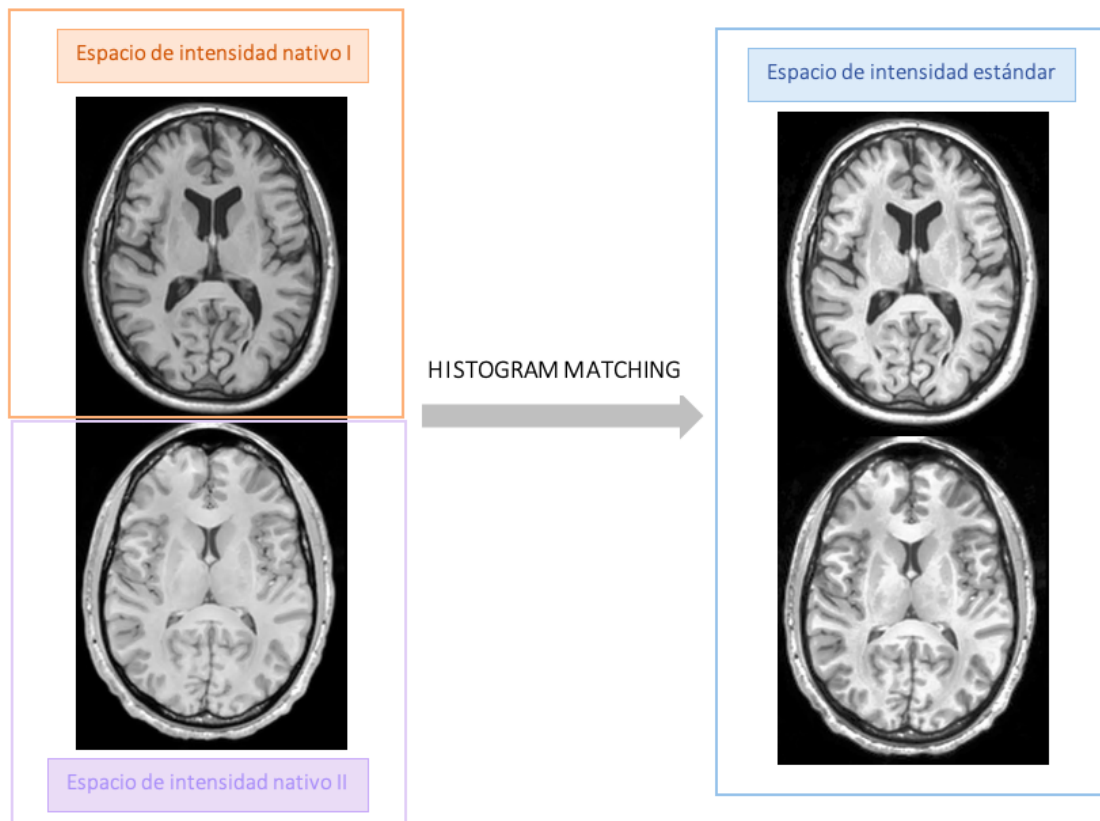 Espacio de intensidad nativo I
Espacio de intensidad estándar
HISTOGRAM MATCHING
Espacio de intensidad nativo II